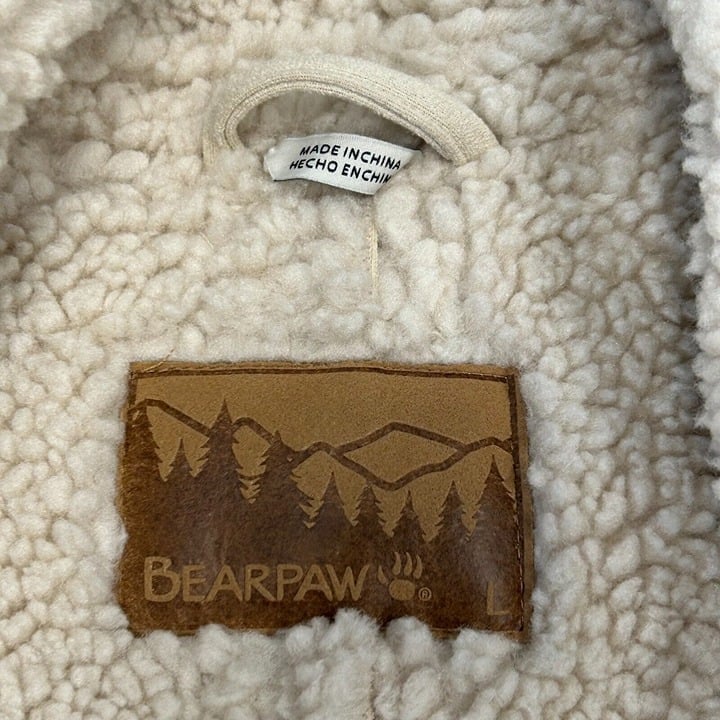 MADE IN CHINA
HECHO EN CHIN
BEARPAW ®
L